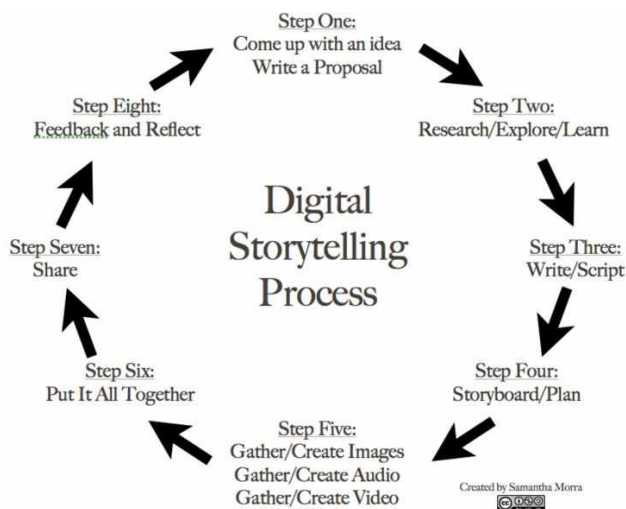 Step One:
Come up with an idea
Write a Proposal
Step Two:
Research/Explore/Learn
Step Three:
Write/Script
Step Four:
Storyboard/Plan
Step Five:
Gather/Create Images
Gather/Create Audio
Gather/Create Video
Step Six:
Put It All Together
Step Seven:
Share
Step Eight:
Feedback and Reflect
Digital
Storytelling
Process
Created by Samantha Morra